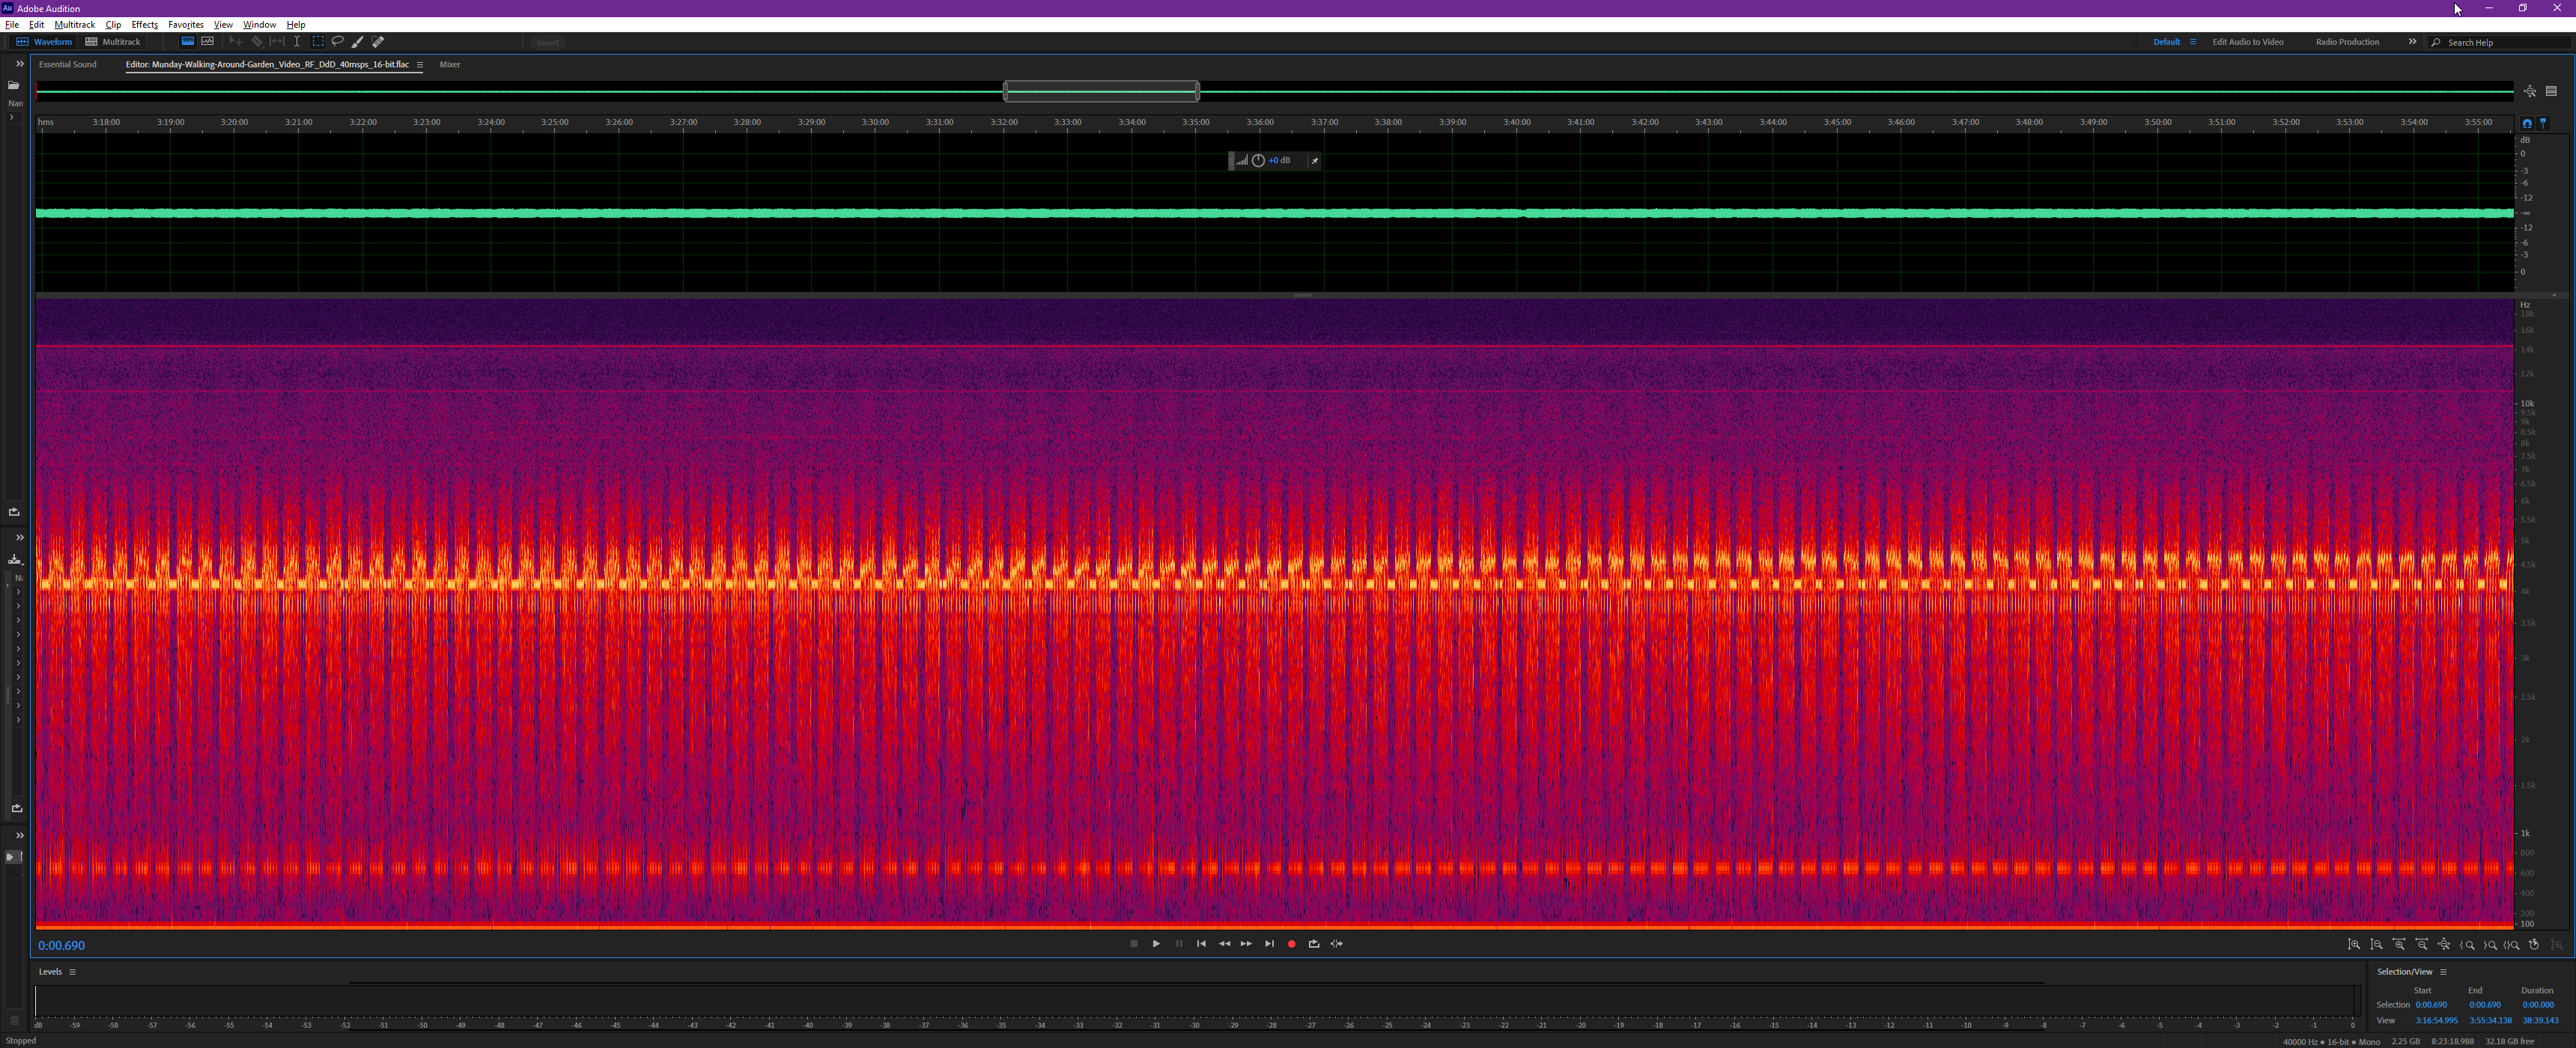 Adobe Audition
File Edit Multitrack Clip Effects Favorites View Window Help
Waveform Multitrack Invert Default Edit Audio to Video Radio Production Search Help
Essential Sound Editor: Munday-Walking-Around-Garden_Video_RF_DdD_40msps_16-bit.flac Mixer
Nan
hms 3:18:00 3:19:00 3:20:00 3:21:00 3:22:00 3:23:00 3:24:00 3:25:00 3:26:00 3:27:00 3:28:00 3:29:00 3:30:00 3:31:00 3:32:00 3:33:00 3:34:00 3:35:00 3:36:00 3:37:00 3:38:00 3:39:00 3:40:00 3:41:00 3:42:00 3:43:00 3:44:00 3:45:00 3:46:00 3:47:00 3:48:00 3:49:00 3:50:00 3:51:00 3:52:00 3:53:00 3:54:00 3:55:00
dB
0
+0 dB
-3
-6
-12
-∞
-12
-6
-3
0
Hz
18k
16k
14k
12k
10k
9.5k
9k
8.5k
8k
7.5k
7k
6.5k
6k
5.5k
5k
4.5k
4k
3.5k
3k
2.5k
2k
1.5k
1k
800
600
400
200
100
0:00.690
Levels
dB -59 -58 -57 -56 -55 -54 -53 -52 -51 -50 -49 -48 -47 -46 -45 -44 -43 -42 -41 -40 -39 -38 -37 -36 -35 -34 -33 -32 -31 -30 -29 -28 -27 -26 -25 -24 -23 -22 -21 -20 -19 -18 -17 -16 -15 -14 -13 -12 -11 -10 -9 -8 -7 -6 -5 -4 -3 -2 -1 0
Selection/View
Start End Duration
Selection 0:00.690 0:00.690 0:00.000
View 3:16:54.995 3:55:34.138 38:39.143
Stopped
40000 Hz • 16-bit • Mono 2.25 GB 8:23:18.988 32.18 GB free